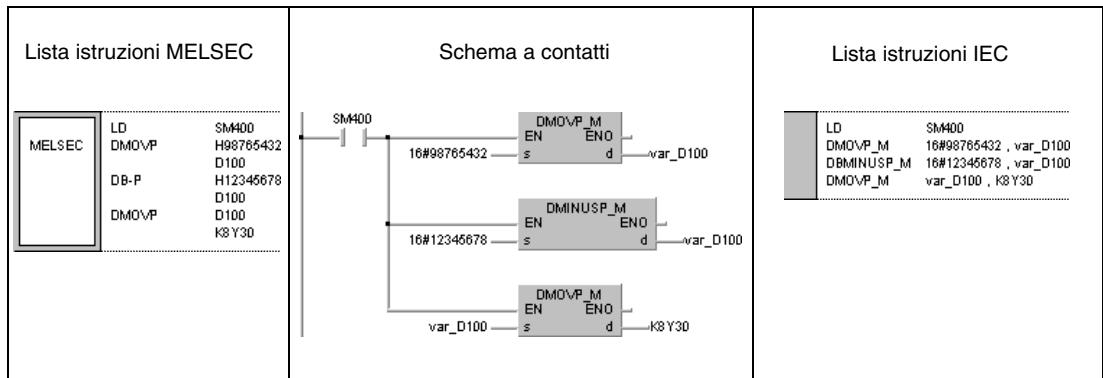 Lista istruzioni MELSEC
MELSEC
LD SM400
DMOVP H98765432
D100
DB-P H12345678
D100
DMOVP D100
K8Y30
Schema a contatti
SM400
DMOVP_M
EN ENO
16#98765432 s d var_D100
DMINUSP_M
EN ENO
16#12345678 s d var_D100
DMOVP_M
EN ENO
var_D100 s d K8Y30
Lista istruzioni IEC
LD SM400
DMOVP_M 16#98765432 , var_D100
DBMINUSP_M 16#12345678 , var_D100
DMOVP_M var_D100 , K8Y30